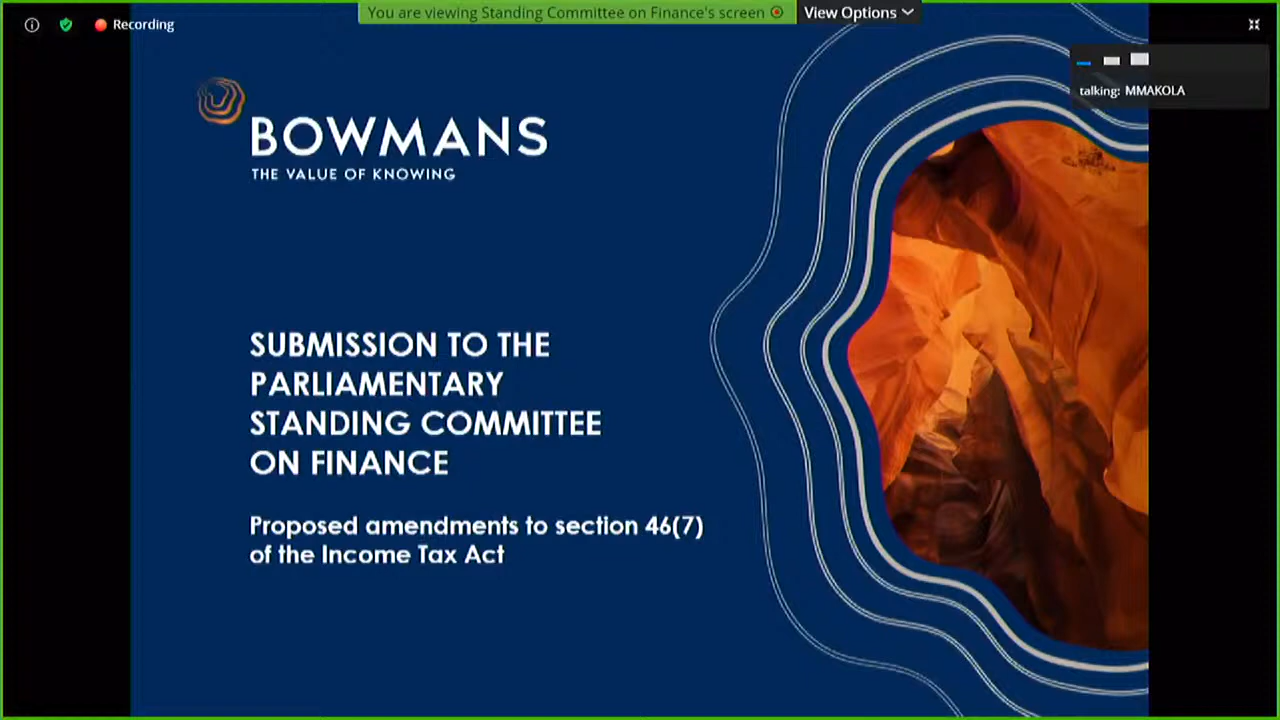 You are viewing Standing Committee on Finance's screen
View Options
Recording
talking: MMAKOLA
BOWMANS
THE VALUE OF KNOWING
SUBMISSION TO THE
PARLIAMENTARY
STANDING COMMITTEE
ON FINANCE
Proposed amendments to section 46(7)
of the Income Tax Act